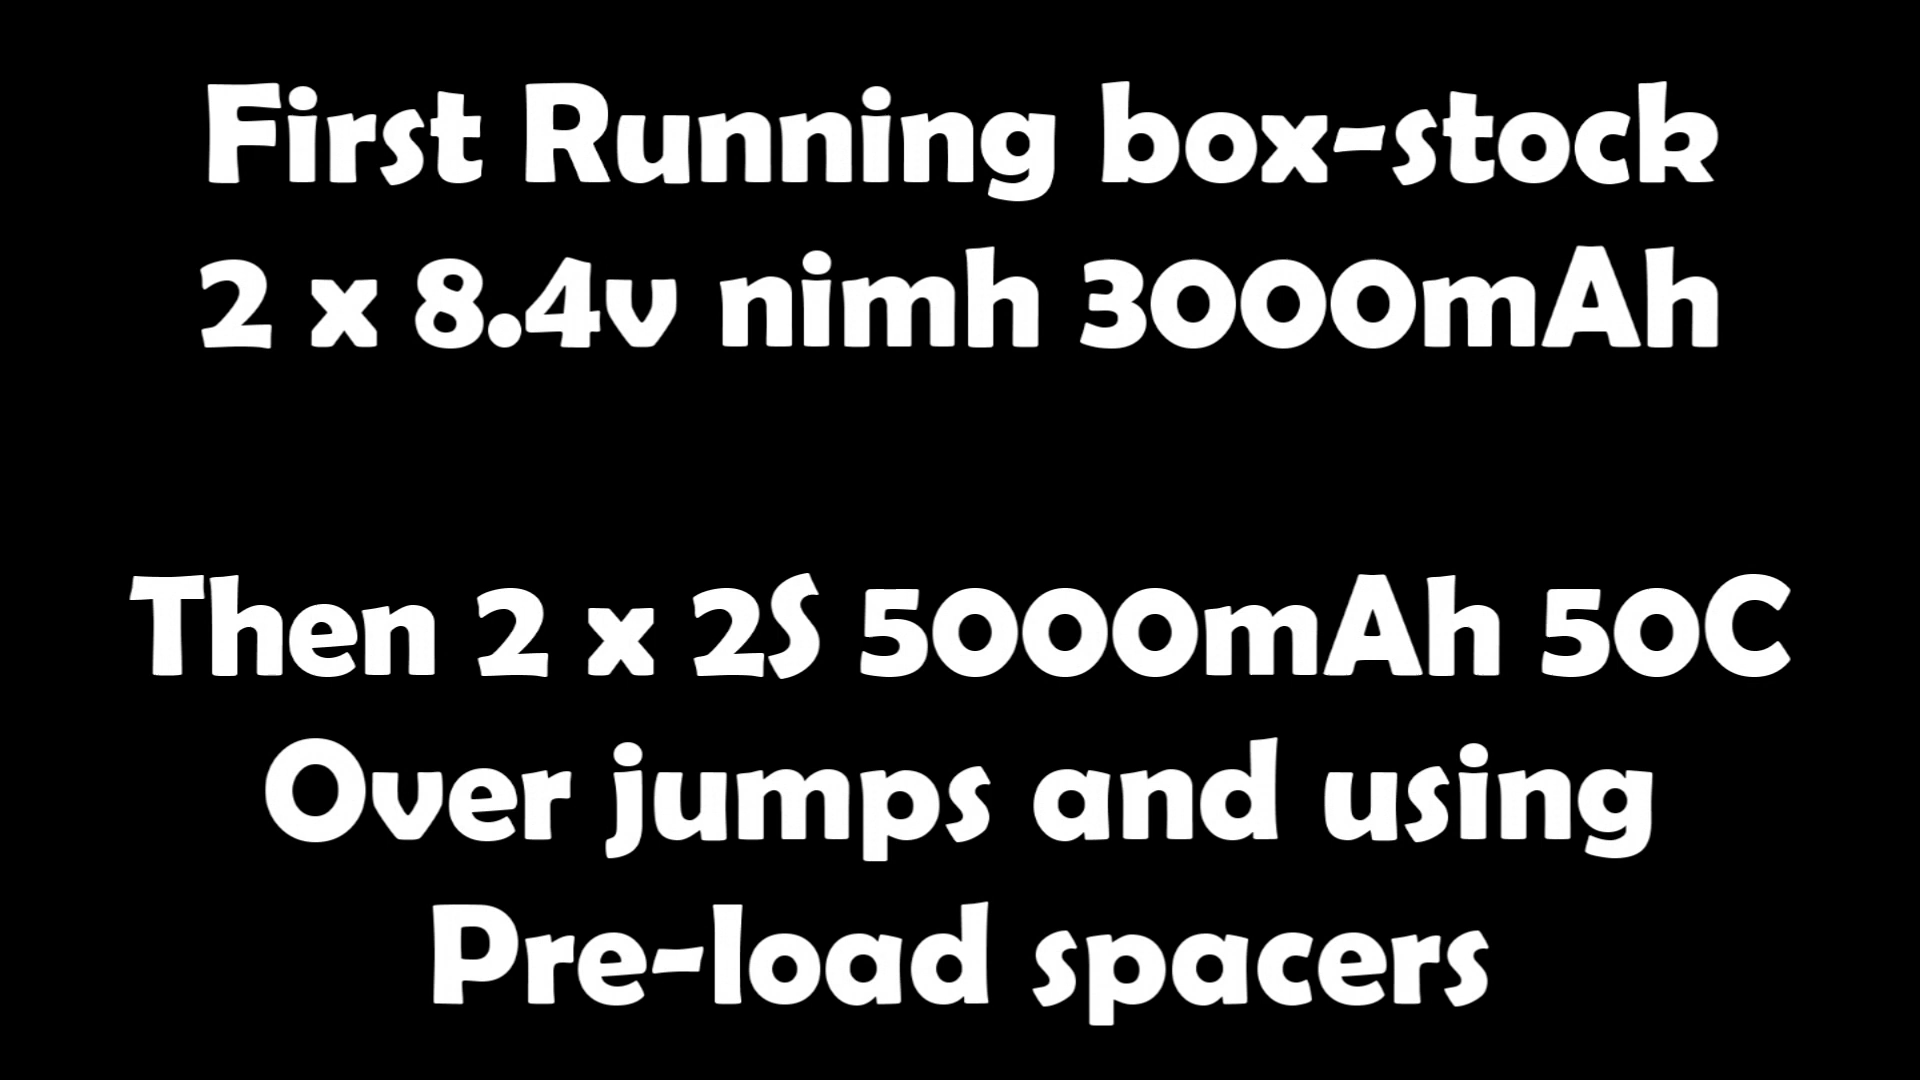 First Running box-stock
2 x 8.4v nimh 3000mAh
Then 2 x 2S 5000mAh 50C
Over jumps and using
Pre-load spacers